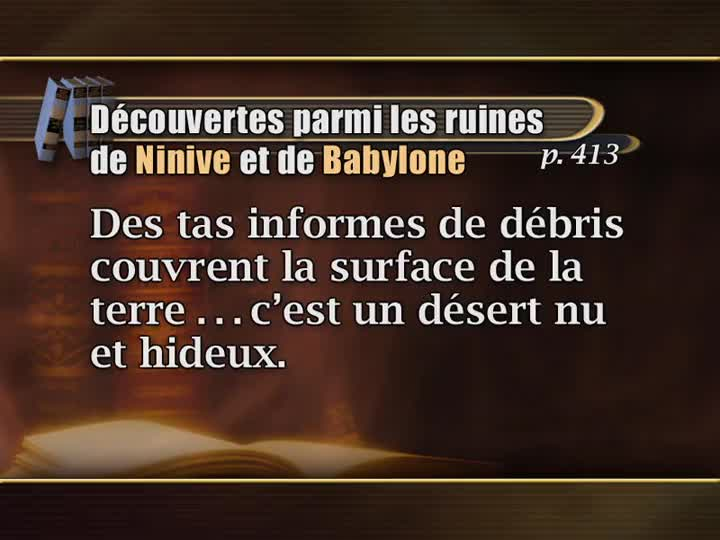 Découvertes parmi les ruines
de Ninive et de Babylone
p. 413
Des tas informes de débris
couvrent la surface de la
terre . . . c’est un désert nu
et hideux.